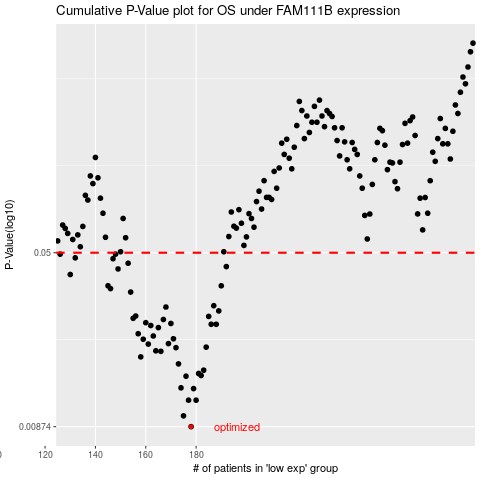 Cumulative P-Value plot for OS under FAM111B expression
P-Value(log10)
0.05
0.00874
optimized
0 120 140 160 180
# of patients in 'low exp' group